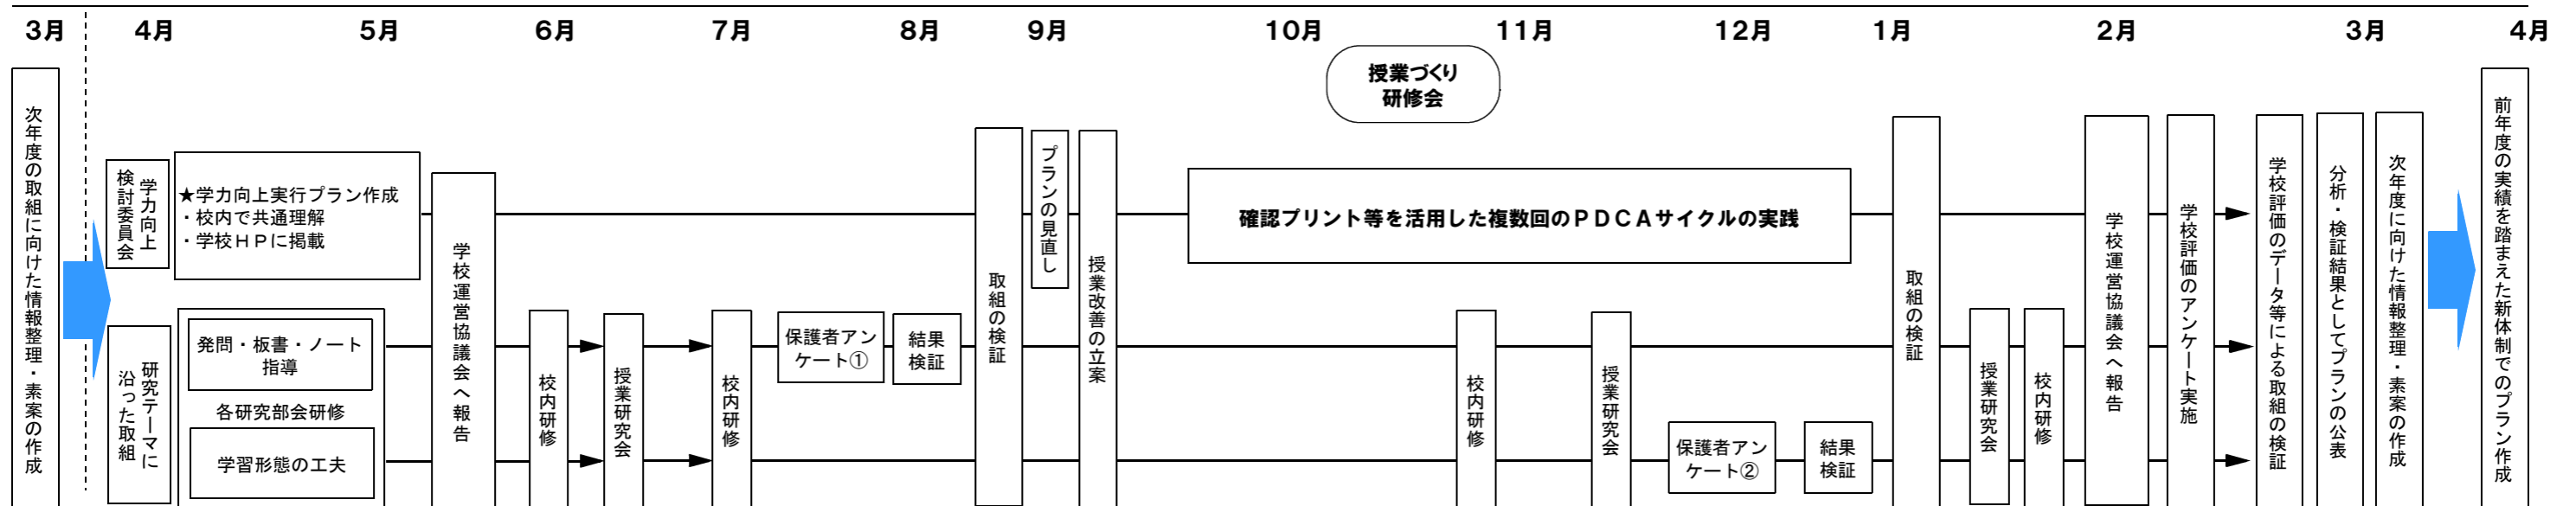 3月 4月 5月 6月 7月 8月 9月 10月 11月 12月 1月 2月 3月 4月
授業づくり
研修会
次年度の取組に向けた情報整理・素案の作成
学力向上
検討委員会
★学力向上実行プラン作成
・校内で共通理解
・学校ＨＰに掲載
研究テーマに
沿った取組
発問・板書・ノート
指導
各研究部会研修
学習形態の工夫
学校運営協議会へ報告
校内研修
授業研究会
校内研修
保護者アン
ケート①
結果
検証
取組の検証
プランの見直し
授業改善の立案
確認プリント等を活用した複数回のＰＤＣＡサイクルの実践
校内研修
授業研究会
保護者アン
ケート②
結果
検証
取組の検証
授業研究会
校内研修
学校運営協議会へ報告
学校評価のアンケート実施
学校評価のデータ等による取組の検証
分析・検証結果としてプランの公表
次年度に向けた情報整理・素案の作成
前年度の実績を踏まえた新体制でのプラン作成